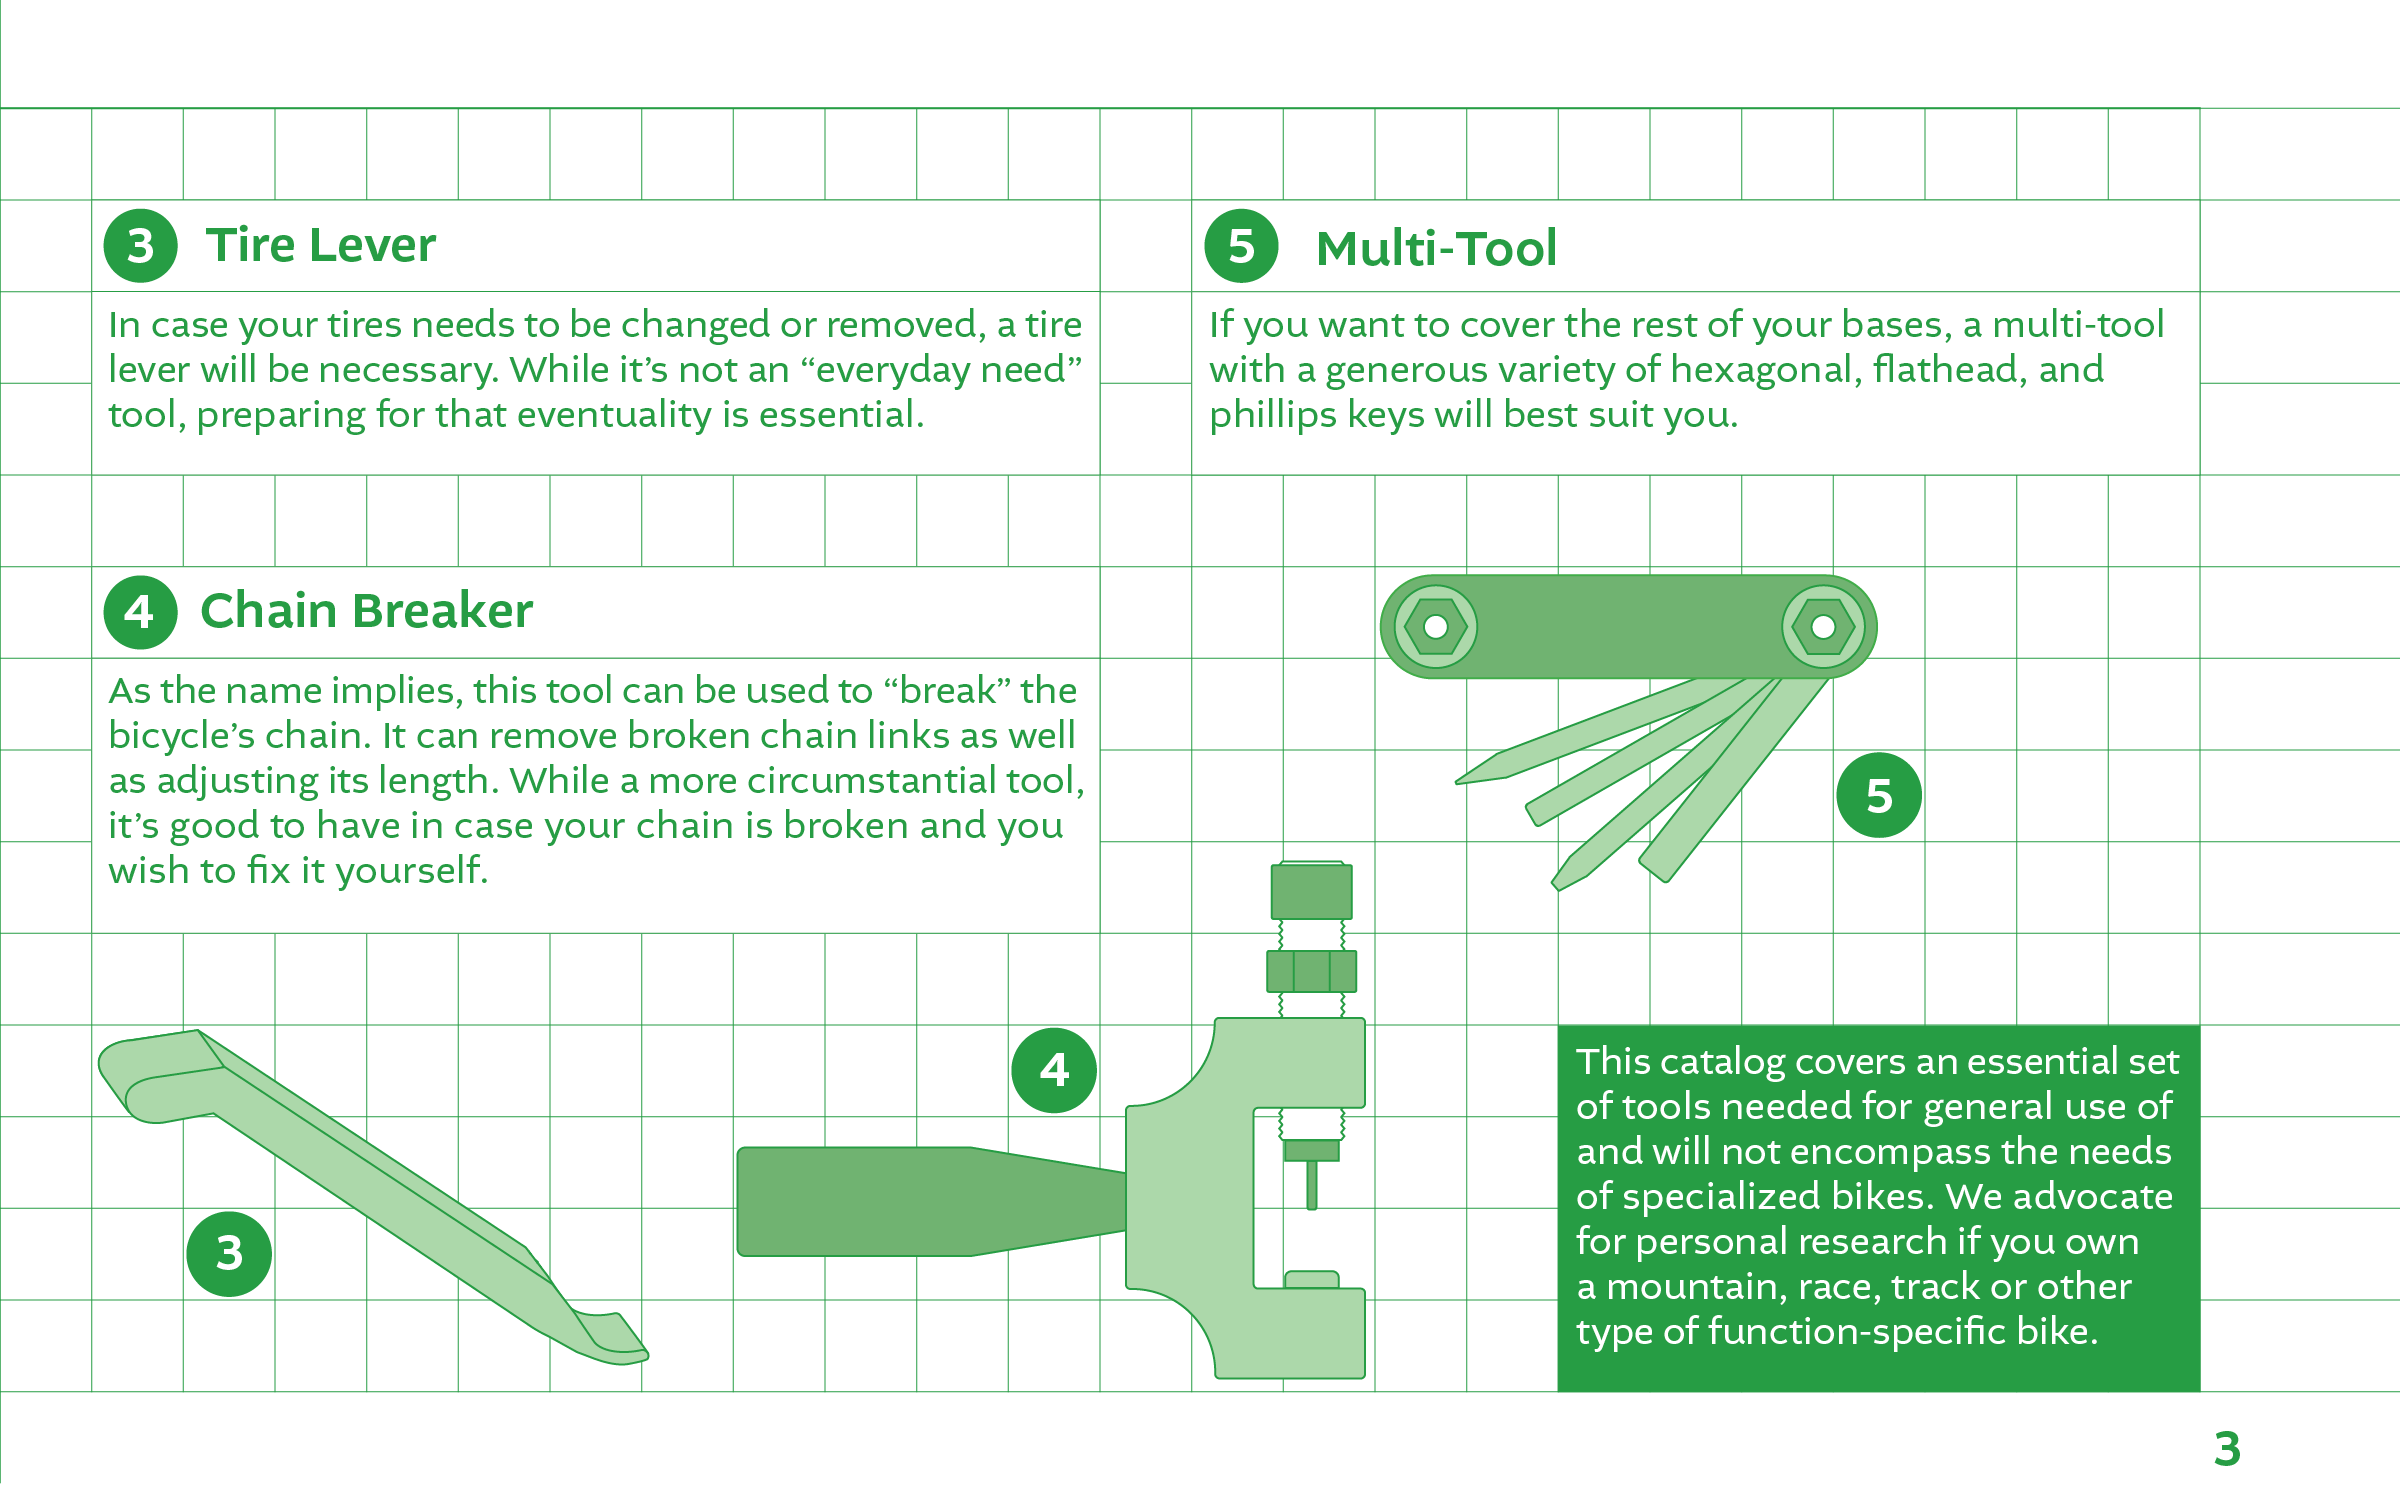 3 Tire Lever
In case your tires needs to be changed or removed, a tire
lever will be necessary. While it’s not an “everyday need”
tool, preparing for that eventuality is essential.
4 Chain Breaker
As the name implies, this tool can be used to “break” the
bicycle’s chain. It can remove broken chain links as well
as adjusting its length. While a more circumstantial tool,
it’s good to have in case your chain is broken and you
wish to fix it yourself.
5 Multi-Tool
If you want to cover the rest of your bases, a multi-tool
with a generous variety of hexagonal, flathead, and
phillips keys will best suit you.
5
4
3
This catalog covers an essential set
of tools needed for general use of
and will not encompass the needs
of specialized bikes. We advocate
for personal research if you own
a mountain, race, track or other
type of function-specific bike.
3